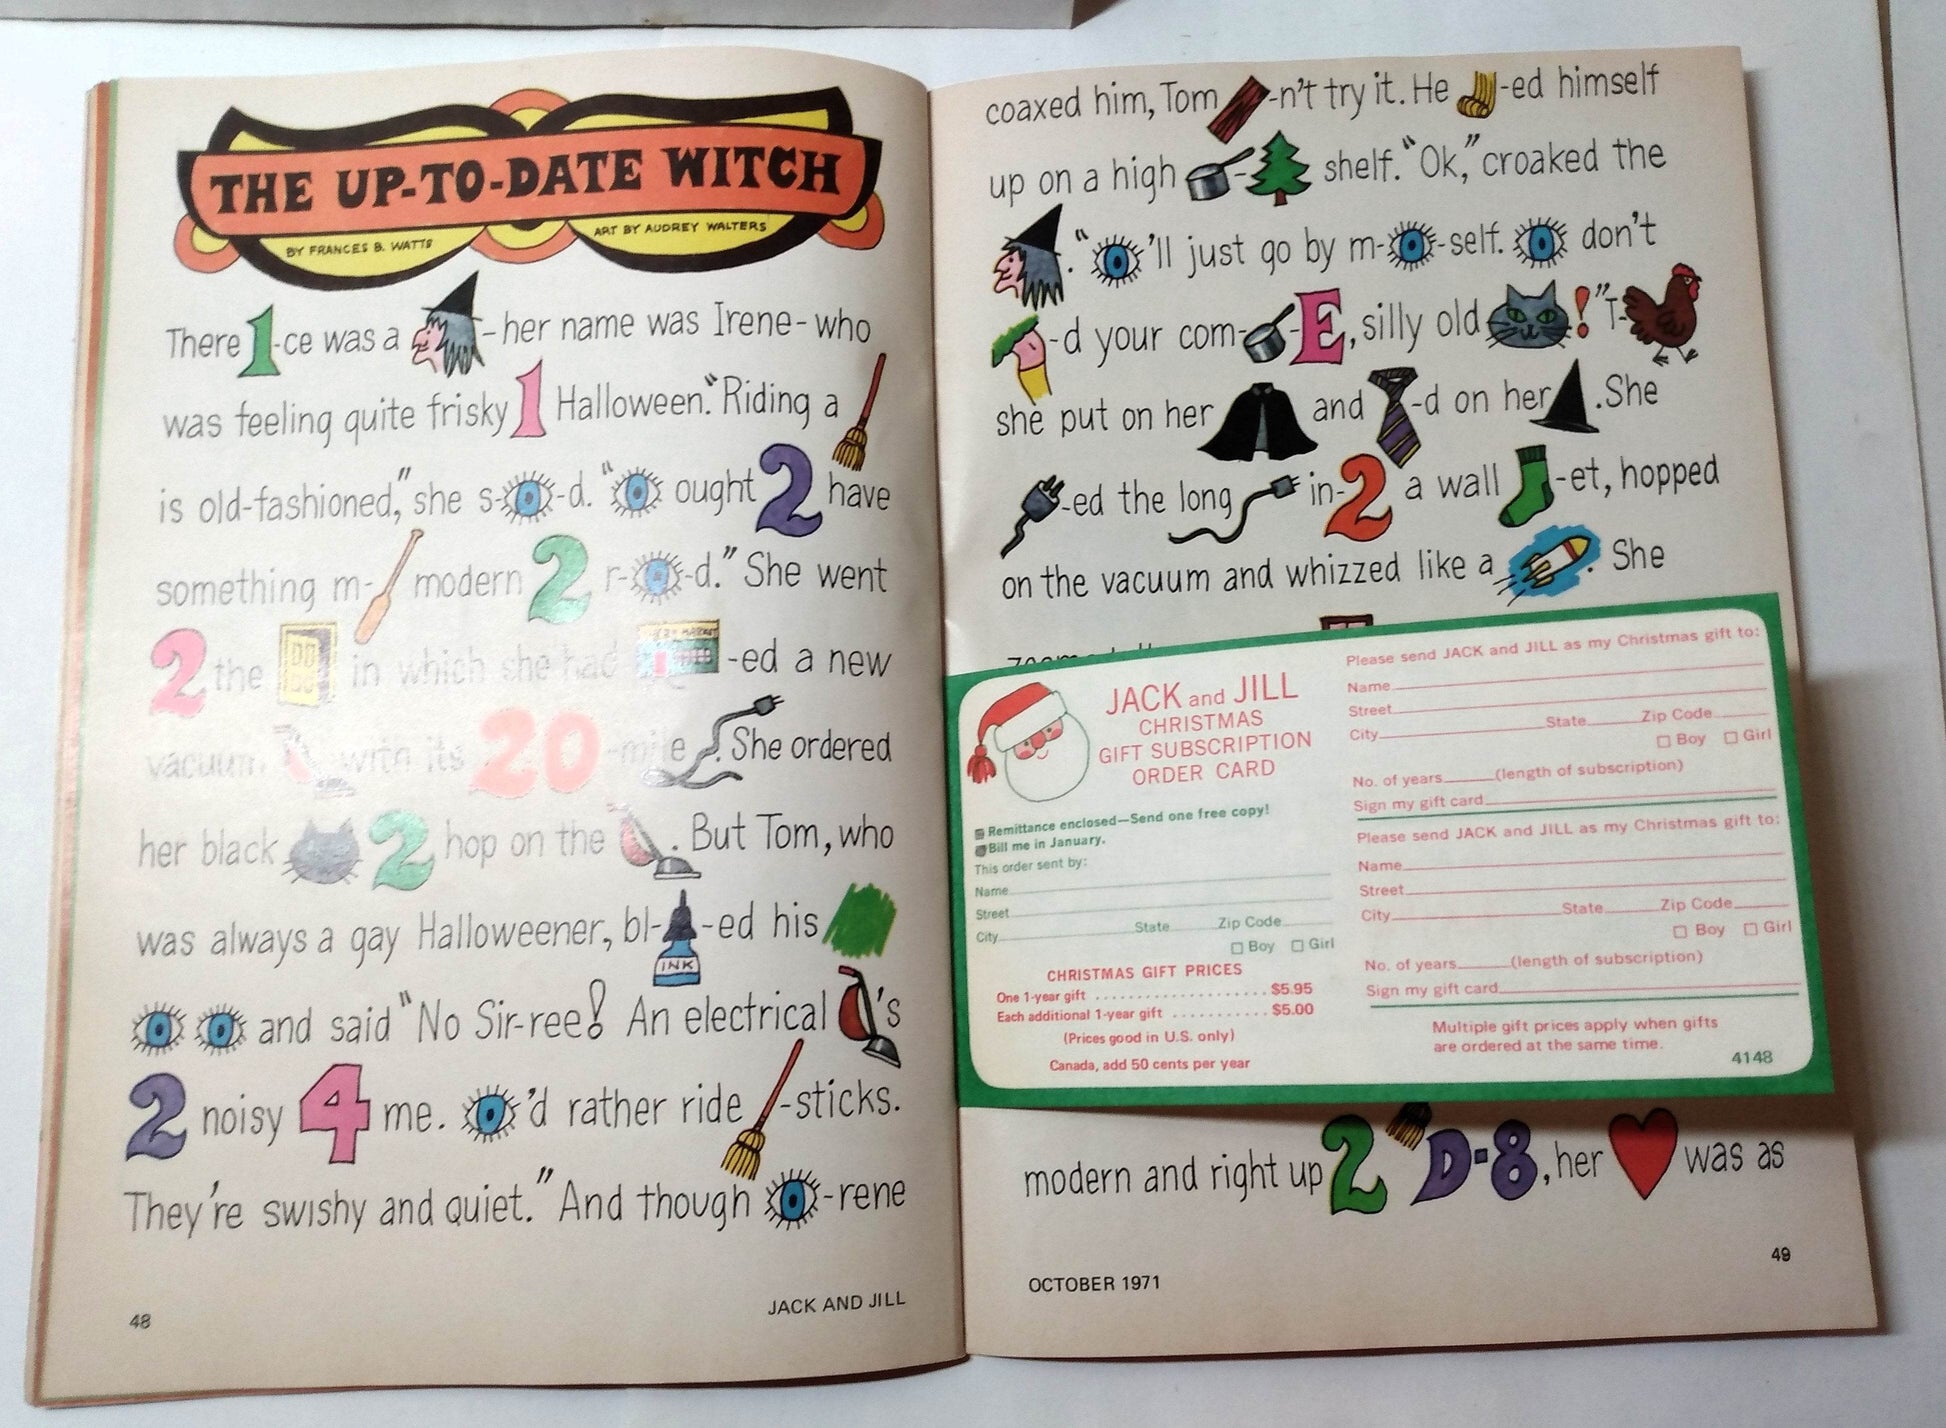 THE UP-TO-DATE WITCH
BY FRANCES B. WATTS
ART BY AUDREY WALTERS
There 1-ce was a -her name was Irene-who
was feeling quite frisky 1 Halloween. "Riding a
is old-fashioned," she s- -d. " ought 2 have
something m- modern 2 r- -d." She went
2 the in which she had -ed a new
vacuum with its 20-mile . She ordered
her black 2 hop on the . But Tom, who
was always a gay Halloweener, bl- -ed his
INK
and said "No Sir-ree! An electrical 's
2 noisy 4 me. 'd rather ride -sticks.
They're swishy and quiet." And though -rene
48
JACK AND JILL
coaxed him, Tom -n't try it. He -ed himself
up on a high - shelf. "Ok," croaked the
. " 'll just go by m- -self. don't
-d your com- -E, silly old !" T-
she put on her and -d on her . She
-ed the long in-2 a wall -et, hopped
on the vacuum and whizzed like a . She
JACK and JILL
CHRISTMAS
GIFT SUBSCRIPTION
ORDER CARD
Remittance enclosed—Send one free copy!
Bill me in January.
This order sent by:
Name
Street
City State Zip Code
Boy Girl
CHRISTMAS GIFT PRICES
One 1-year gift ..................... $5.95
Each additional 1-year gift ........... $5.00
(Prices good in U.S. only)
Canada, add 50 cents per year
Please send JACK and JILL as my Christmas gift to:
Name
Street
City State Zip Code
Boy Girl
No. of years (length of subscription)
Sign my gift card
Please send JACK and JILL as my Christmas gift to:
Name
Street
City State Zip Code
Boy Girl
No. of years (length of subscription)
Sign my gift card
Multiple gift prices apply when gifts
are ordered at the same time.
4148
modern and right up 2 D-8, her was as
OCTOBER 1971
49